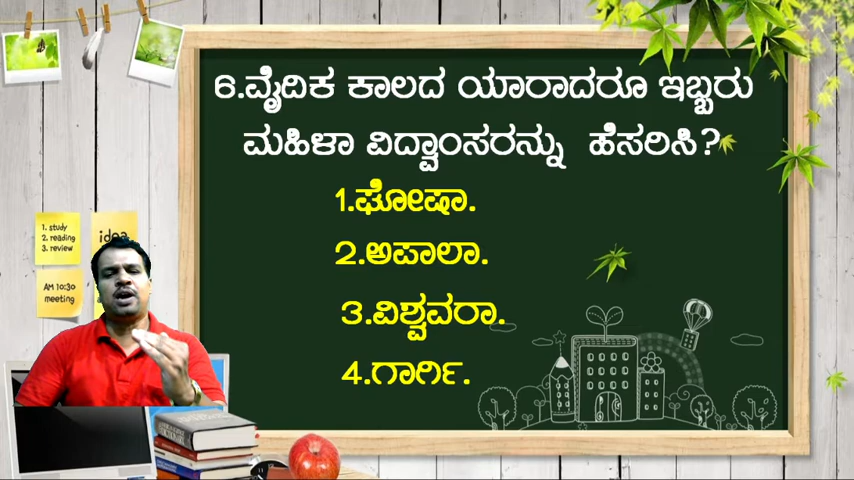 6.ವೈದಿಕ ಕಾಲದ ಯಾರಾದರೂ ಇಬ್ಬರು
ಮಹಿಳಾ ವಿದ್ವಾಂಸರನ್ನು ಹೆಸರಿಸಿ?
1.ಘೋಷಾ.
2.ಅಪಾಲಾ.
3.ವಿಶ್ವವರಾ.
4.ಗಾರ್ಗಿ.
1. study
2. reading
3. review
idea
AM 10:30
meeting